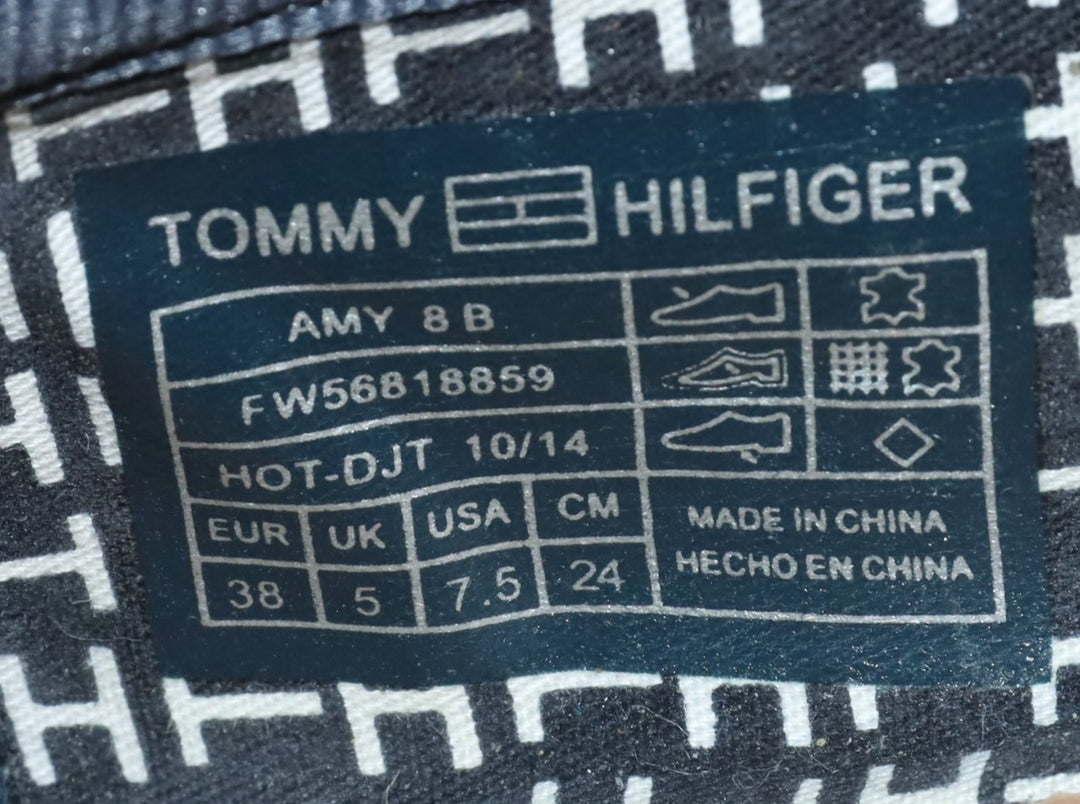 TOMMY HILFIGER
AMY 8 B
FW56818859
HOT-DJT 10/14
EUR UK USA CM
38 5 7.5 24
MADE IN CHINA
HECHO EN CHINA